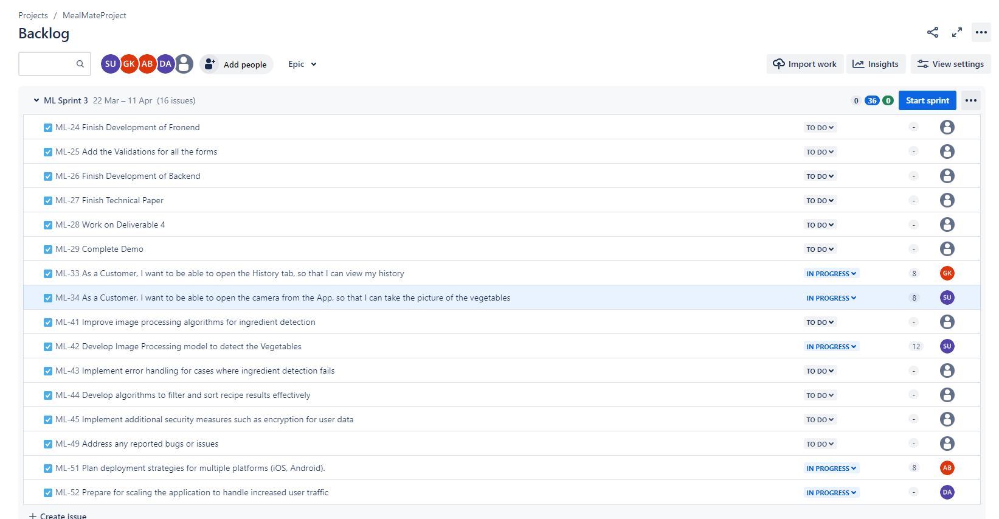 Projects / MealMateProject
Backlog
SU GK AB DA Add people Epic Import work Insights View settings
ML Sprint 3 22 Mar – 11 Apr (16 issues) 0 36 0 Start sprint
ML-24 Finish Development of Fronend TO DO -
ML-25 Add the Validations for all the forms TO DO -
ML-26 Finish Development of Backend TO DO -
ML-27 Finish Technical Paper TO DO -
ML-28 Work on Deliverable 4 TO DO -
ML-29 Complete Demo TO DO -
ML-33 As a Customer, I want to be able to open the History tab, so that I can view my history IN PROGRESS 8 GK
ML-34 As a Customer, I want to be able to open the camera from the App, so that I can take the picture of the vegetables IN PROGRESS 8 SU
ML-41 Improve image processing algorithms for ingredient detection TO DO -
ML-42 Develop Image Processing model to detect the Vegetables IN PROGRESS 12 SU
ML-43 Implement error handling for cases where ingredient detection fails TO DO -
ML-44 Develop algorithms to filter and sort recipe results effectively TO DO -
ML-45 Implement additional security measures such as encryption for user data TO DO -
ML-49 Address any reported bugs or issues TO DO -
ML-51 Plan deployment strategies for multiple platforms (iOS, Android). IN PROGRESS 8 AB
ML-52 Prepare for scaling the application to handle increased user traffic IN PROGRESS - DA
+ Create issue